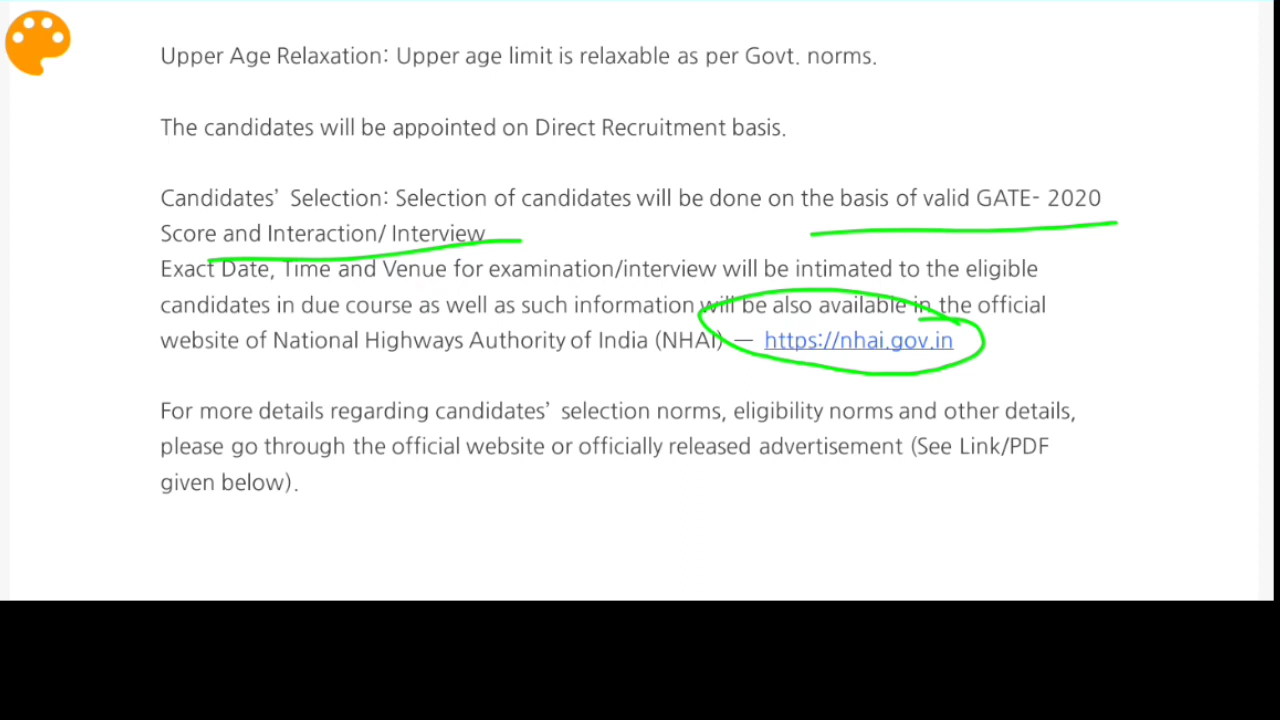 Upper Age Relaxation: Upper age limit is relaxable as per Govt. norms.
The candidates will be appointed on Direct Recruitment basis.
Candidates’ Selection: Selection of candidates will be done on the basis of valid GATE- 2020
Score and Interaction/ Interview
Exact Date, Time and Venue for examination/interview will be intimated to the eligible
candidates in due course as well as such information will be also available in the official
website of National Highways Authority of India (NHAI) — https://nhai.gov.in
For more details regarding candidates’ selection norms, eligibility norms and other details,
please go through the official website or officially released advertisement (See Link/PDF
given below).